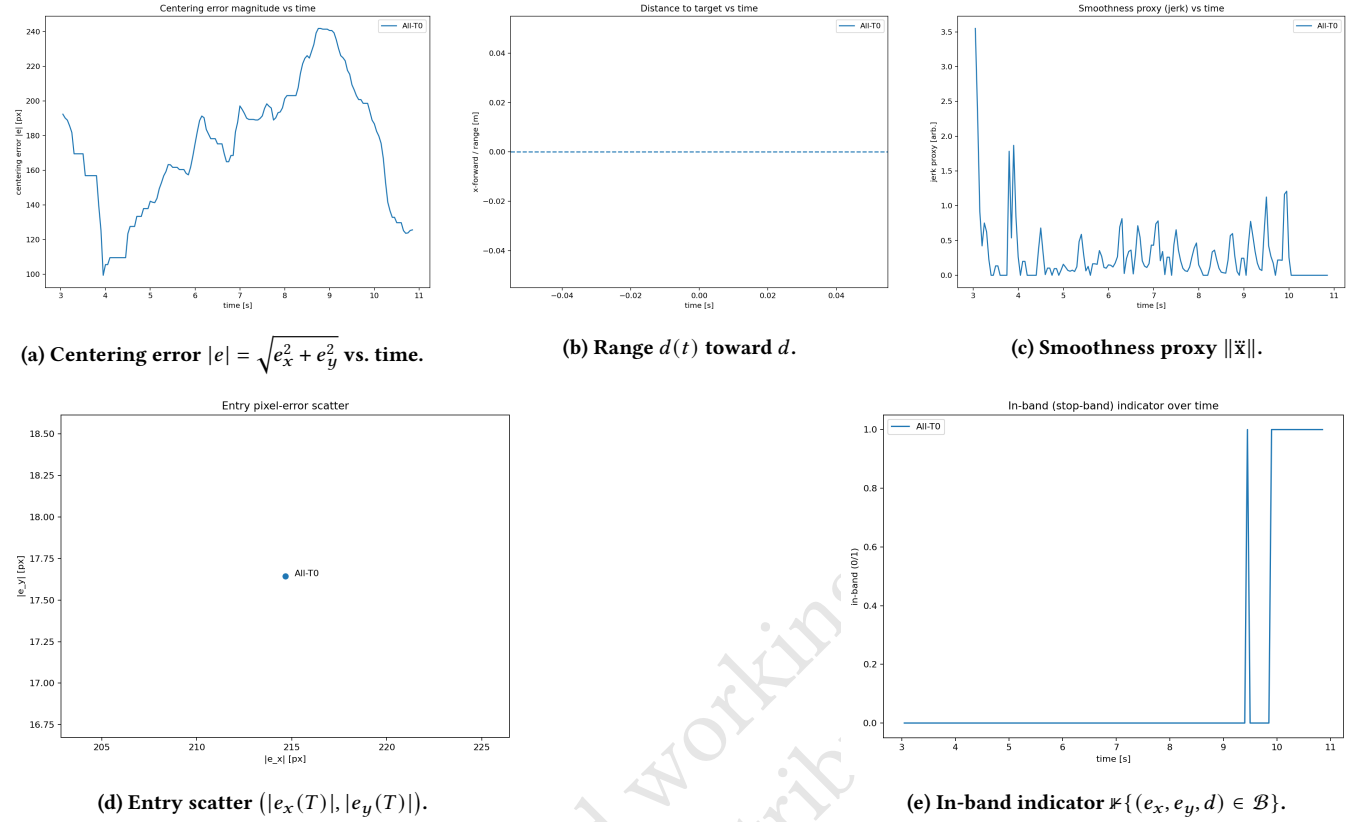 Centering error magnitude vs time
All-T0
240
220
200
180
160
140
120
100
centering error |e| [px]
3 4 5 6 7 8 9 10 11
time [s]
(a) Centering error |e| = √(e_x^2 + e_y^2) vs. time.
Distance to target vs time
All-T0
0.04
0.02
0.00
−0.02
−0.04
x-forward / range [m]
−0.04 −0.02 0.00 0.02 0.04
time [s]
(b) Range d(t) toward d.
Smoothness proxy (jerk) vs time
All-T0
3.5
3.0
2.5
2.0
1.5
1.0
0.5
0.0
jerk proxy [arb.]
3 4 5 6 7 8 9 10 11
time [s]
(c) Smoothness proxy ‖ẍ‖.
Entry pixel-error scatter
18.50
18.25
18.00
17.75
17.50
17.25
17.00
16.75
|e_y| [px]
All-T0
205 210 215 220 225
|e_x| [px]
(d) Entry scatter (|e_x(T)|, |e_y(T)|).
In-band (stop-band) indicator over time
All-T0
1.0
0.8
0.6
0.4
0.2
0.0
in-band (0/1)
3 4 5 6 7 8 9 10 11
time [s]
(e) In-band indicator ⊮{(e_x, e_y, d) ∈ ℬ}.
working